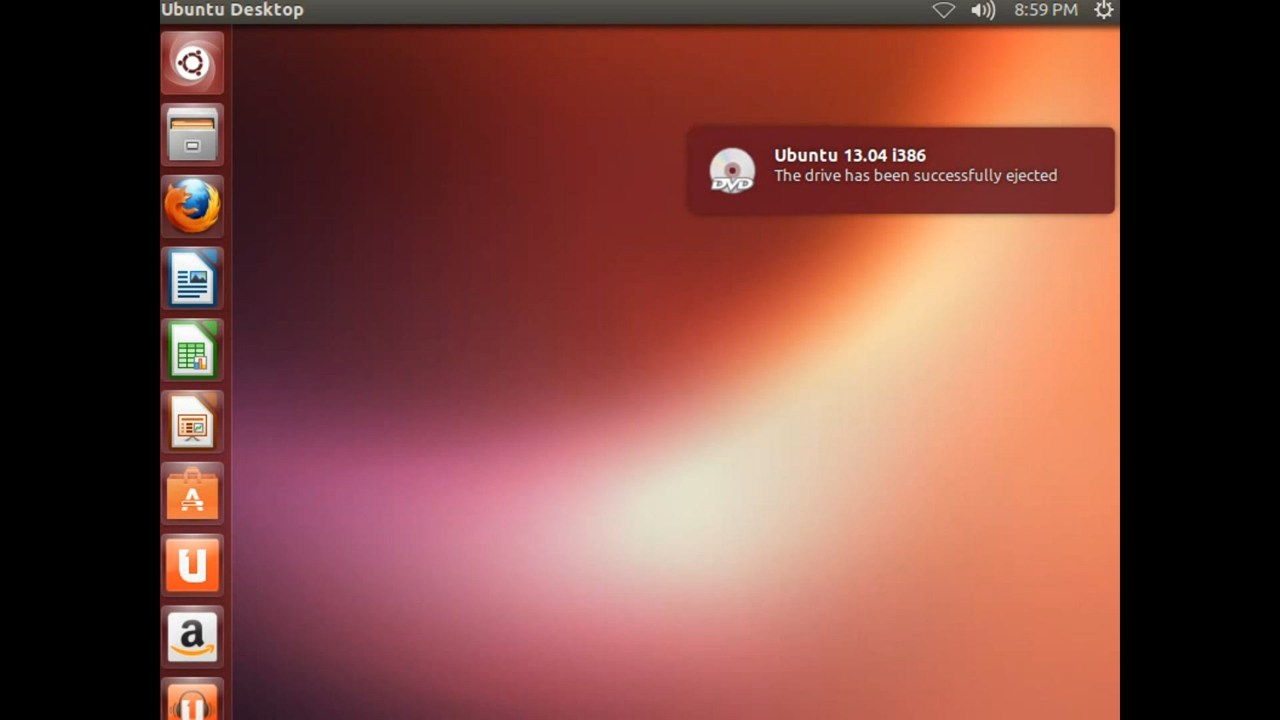 Ubuntu Desktop
8:59 PM
Ubuntu 13.04 i386
The drive has been successfully ejected
DVD
A
U
a
U